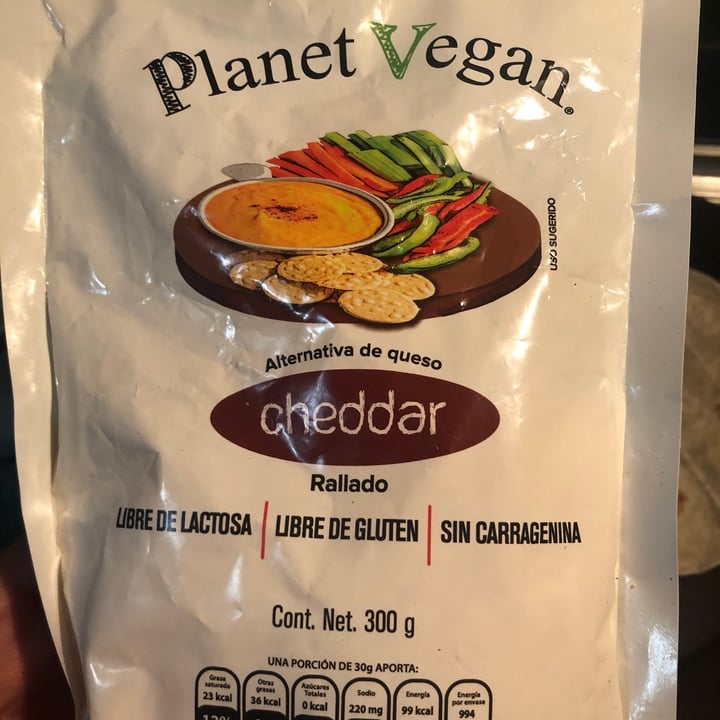 Planet Vegan®
USO SUGERIDO
Alternativa de queso
cheddar
Rallado
LIBRE DE LACTOSA | LIBRE DE GLUTEN | SIN CARRAGENINA
Cont. Net. 300 g
UNA PORCIÓN DE 30g APORTA:
Grasa saturada 23 kcal
Otras grasas 36 kcal
Azúcares Totales 0 kcal
Sodio 220 mg
Energía 99 kcal
Energía por envase 994